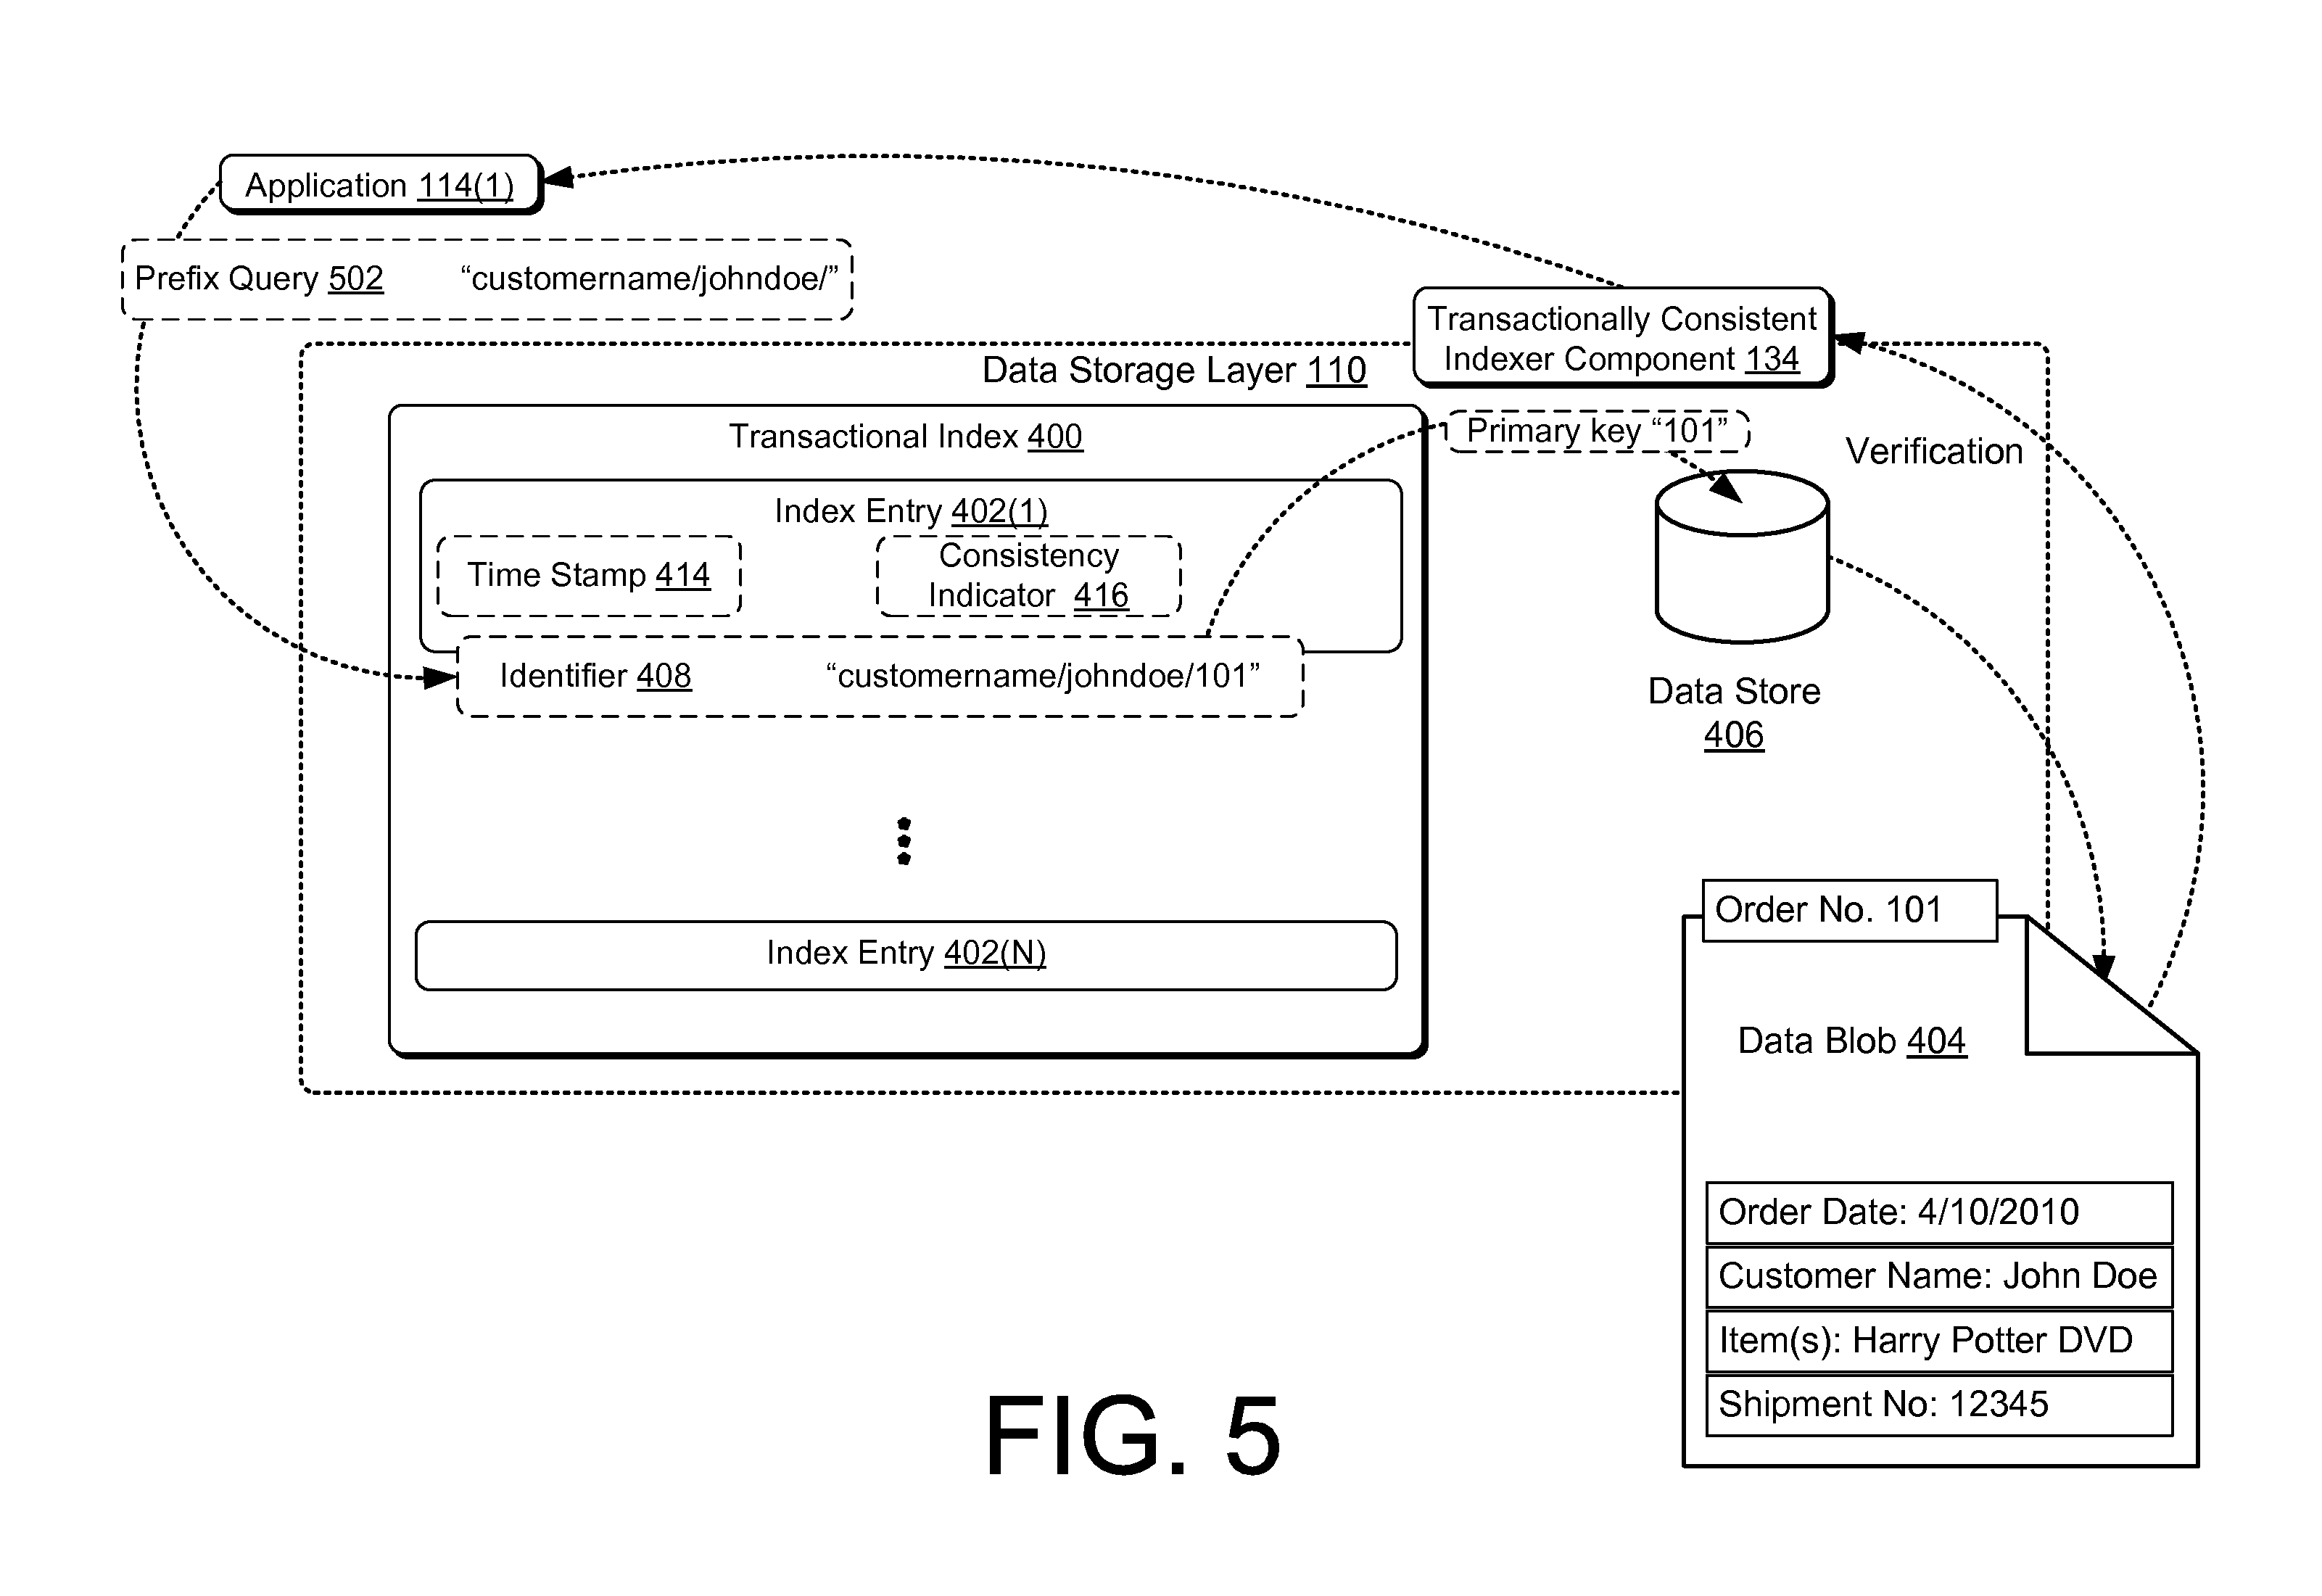 Application 114(1)
Prefix Query 502 “customername/johndoe/”
Transactionally Consistent
Indexer Component 134
Data Storage Layer 110
Transactional Index 400
Primary key “101”
Verification
Index Entry 402(1)
Time Stamp 414
Consistency
Indicator 416
Identifier 408 “customername/johndoe/101”
Data Store
406
Index Entry 402(N)
Order No. 101
Data Blob 404
Order Date: 4/10/2010
Customer Name: John Doe
Item(s): Harry Potter DVD
Shipment No: 12345
FIG. 5